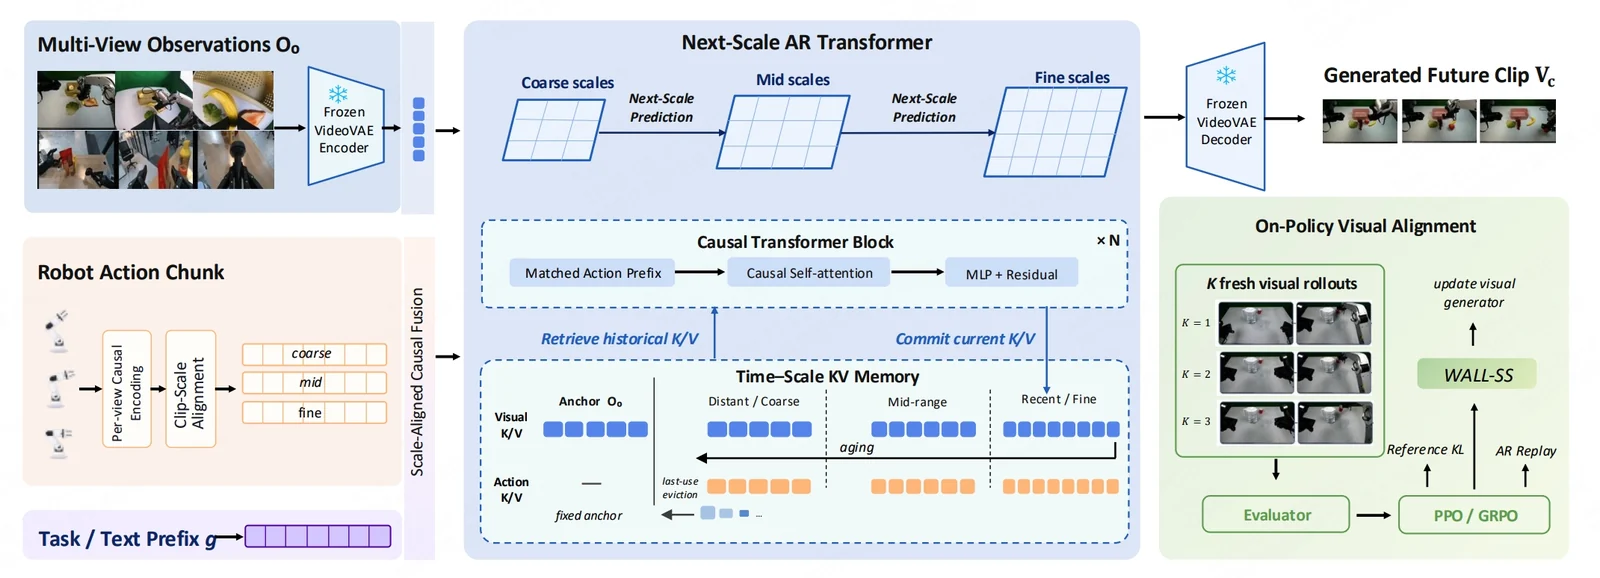 Multi-View Observations O₀
Frozen
VideoVAE
Encoder
Robot Action Chunk
Per-view Causal
Encoding
Clip-Scale
Alignment
coarse
mid
fine
Task / Text Prefix g
Scale-Aligned Causal Fusion
Next-Scale AR Transformer
Coarse scales
Next-Scale
Prediction
Mid scales
Next-Scale
Prediction
Fine scales
Causal Transformer Block
× N
Matched Action Prefix
Causal Self-attention
MLP + Residual
Retrieve historical K/V
Commit current K/V
Time–Scale KV Memory
Visual
K/V
Anchor O₀
Distant / Coarse
Mid-range
Recent / Fine
aging
Action
K/V
—
fixed anchor
last-use
eviction
...
Frozen
VideoVAE
Decoder
Generated Future Clip V꜀
On-Policy Visual Alignment
K fresh visual rollouts
K = 1
K = 2
K = 3
update visual
generator
WALL-SS
Reference KL
AR Replay
Evaluator
PPO / GRPO